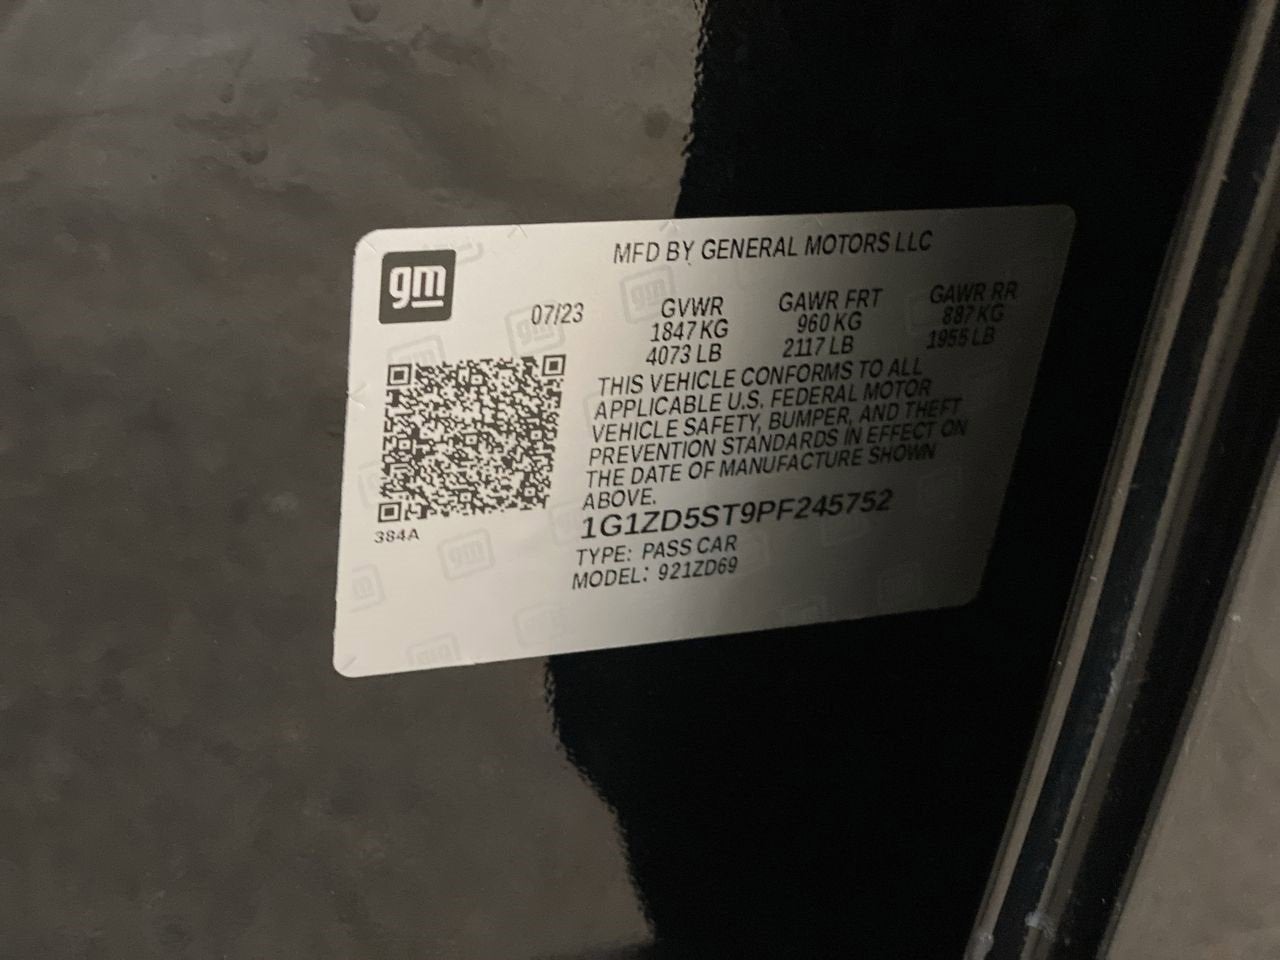 gm
MFD BY GENERAL MOTORS LLC
07/23 GVWR GAWR FRT GAWR RR
1847 KG 960 KG 887 KG
4073 LB 2117 LB 1955 LB
THIS VEHICLE CONFORMS TO ALL
APPLICABLE U.S. FEDERAL MOTOR
VEHICLE SAFETY, BUMPER, AND THEFT
PREVENTION STANDARDS IN EFFECT ON
THE DATE OF MANUFACTURE SHOWN
ABOVE.
384A
1G1ZD5ST9PF245752
TYPE: PASS CAR
MODEL: 921ZD69